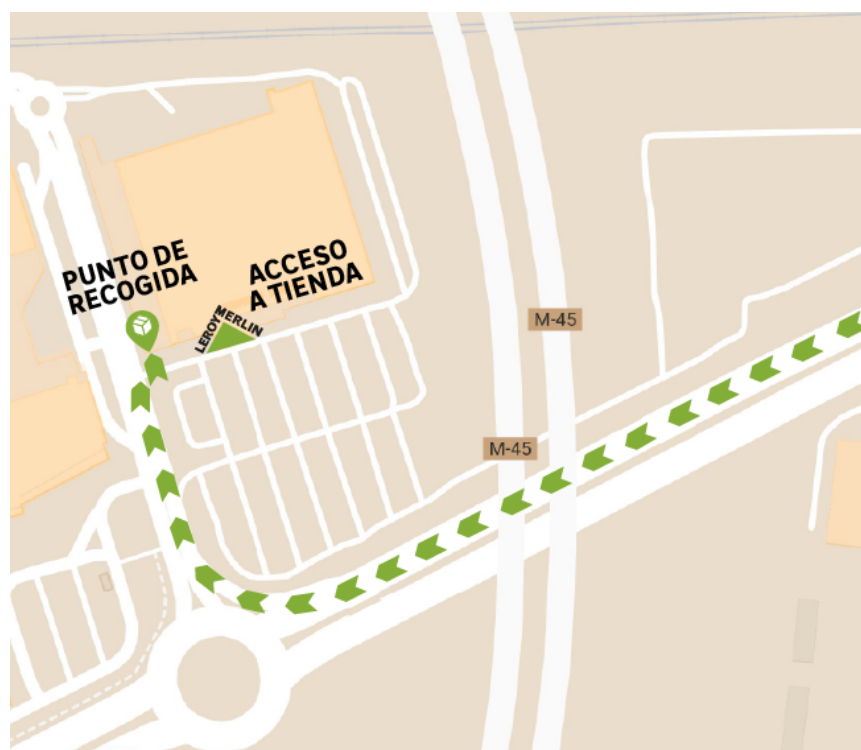 PUNTO DE
RECOGIDA
ACCESO
A TIENDA
LEROY
MERLIN
M-45
M-45